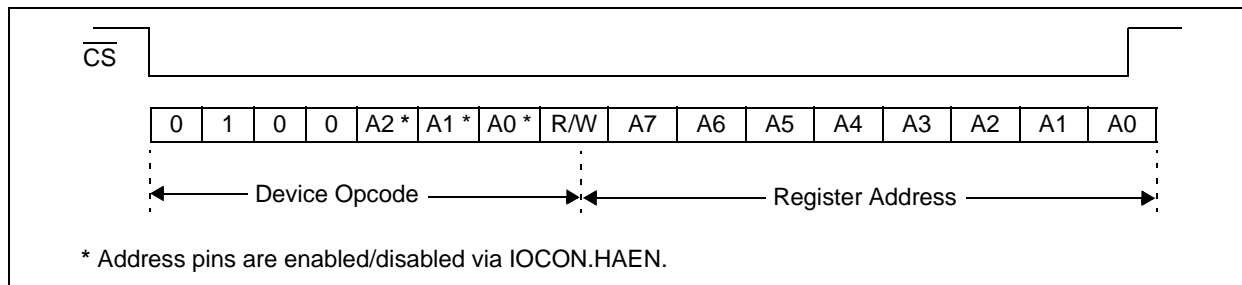 CS
0 1 0 0 A2 * A1 * A0 * R/W A7 A6 A5 A4 A3 A2 A1 A0
Device Opcode Register Address
* Address pins are enabled/disabled via IOCON.HAEN.